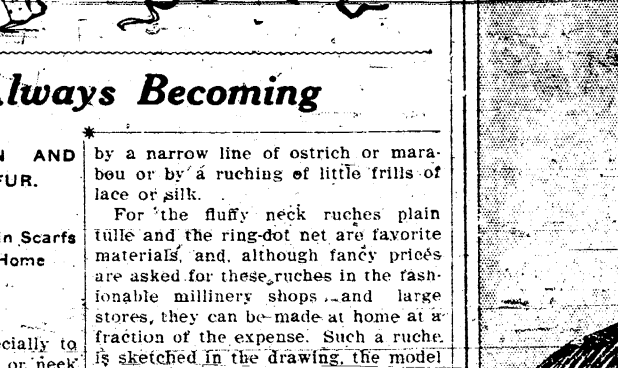 Always Becoming
AND
FUR.
in Scarfs
Home
cially to
or neck
by a narrow line of ostrich or mara-
bou or by a ruching of little frills of
lace or silk.
For the fluffy neck ruches plain
tulle and the ring-dot net are favorite
materials, and, although fancy prices
are asked for these ruches in the fash-
ionable millinery shops and large
stores, they can be made at home at a
fraction of the expense. Such a ruche
is sketched in the drawing, the model